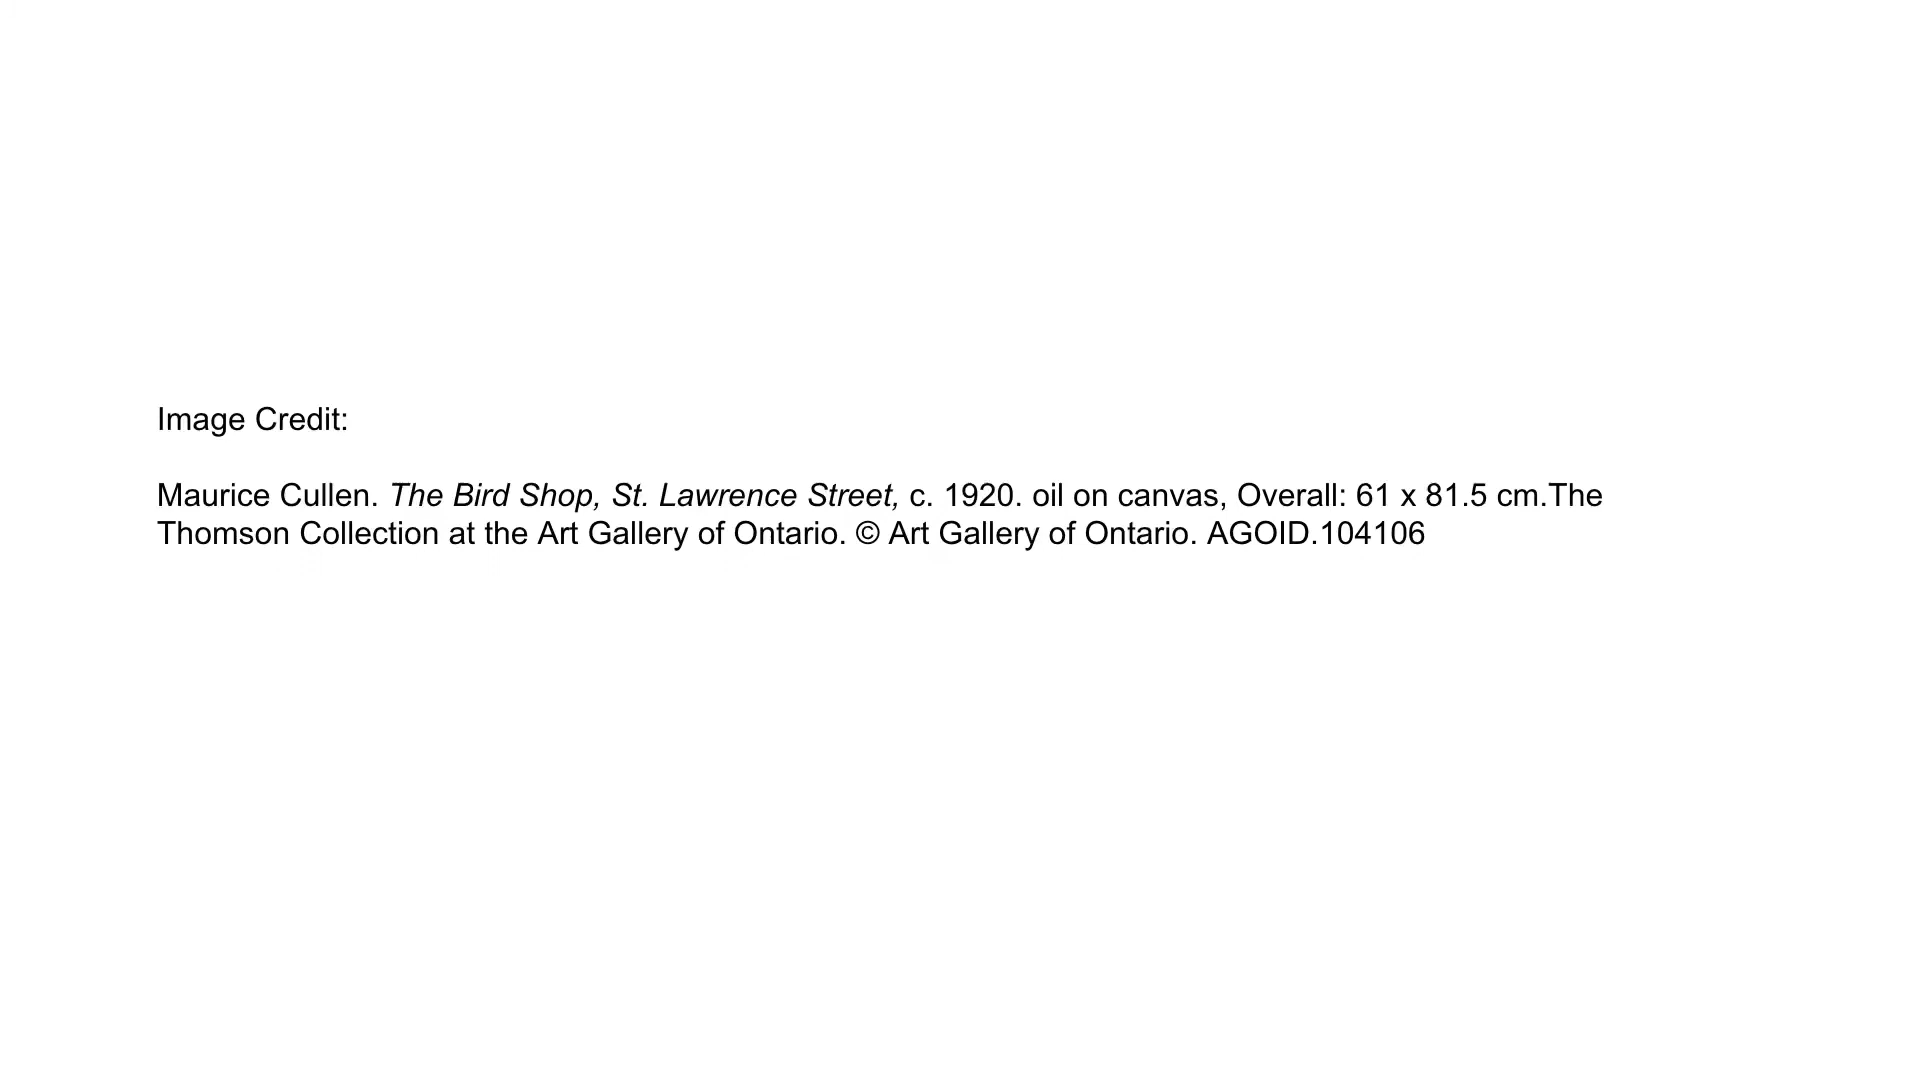 Image Credit:
Maurice Cullen. The Bird Shop, St. Lawrence Street, c. 1920. oil on canvas, Overall: 61 x 81.5 cm.The
Thomson Collection at the Art Gallery of Ontario. © Art Gallery of Ontario. AGOID.104106